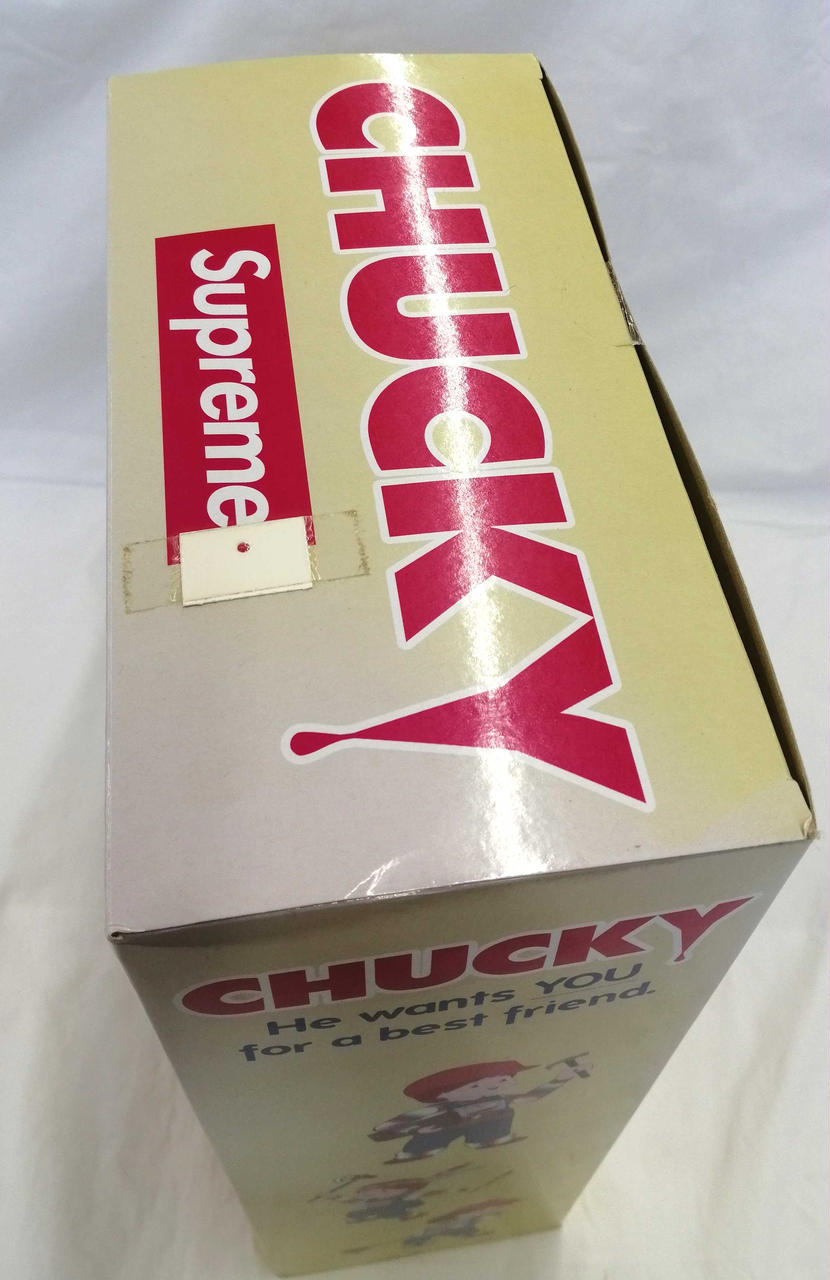 CHUCKY
Supreme
CHUCKY
He wants YOU
for a best friend.